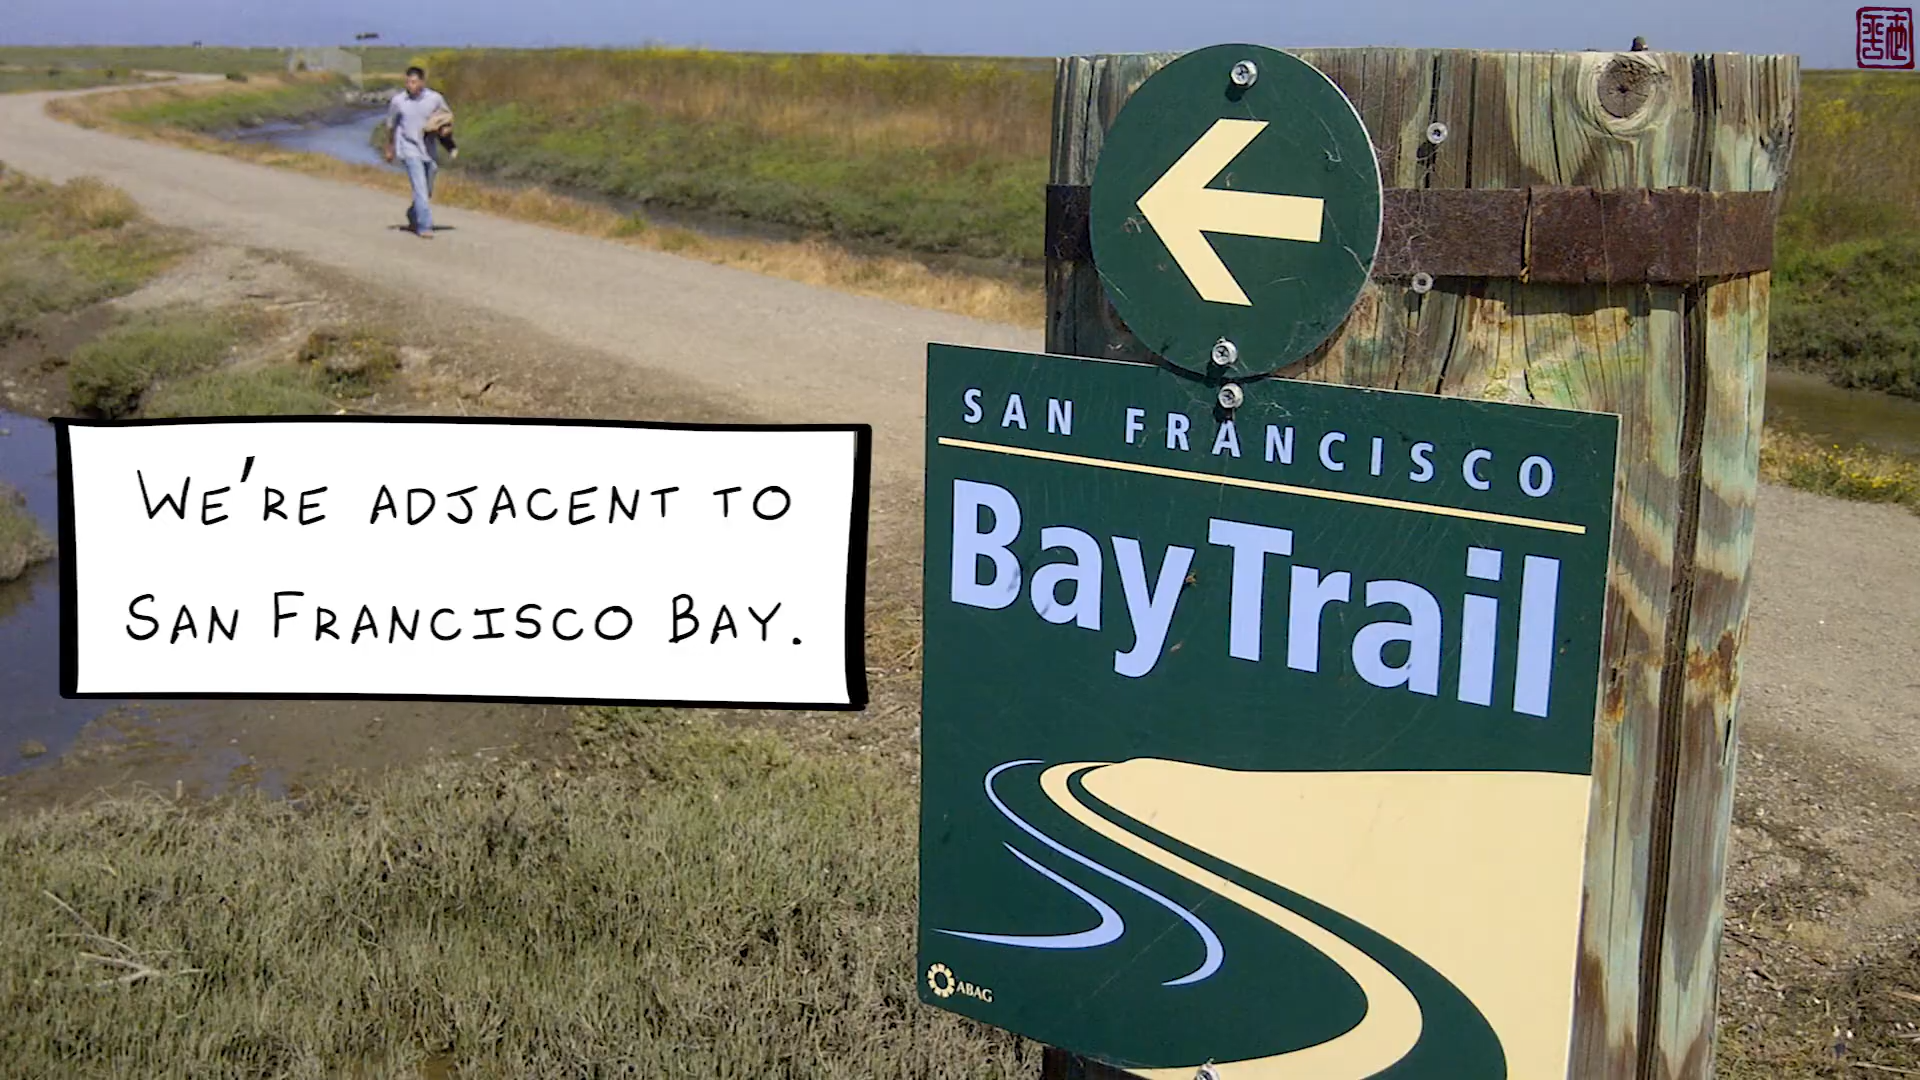 WE'RE ADJACENT TO
SAN FRANCISCO BAY.
SAN FRANCISCO
Bay Trail
ABAG